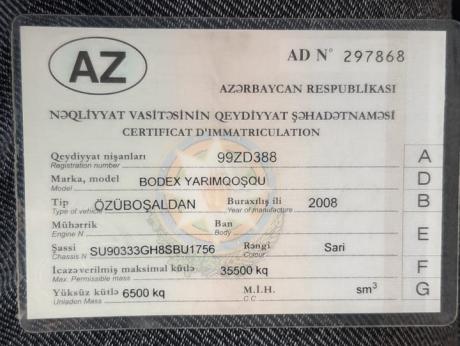 AZ
AD N° 297868
AZƏRBAYCAN RESPUBLİKASI
NƏQLİYYAT VASİTƏSİNİN QEYDİYYAT ŞƏHADƏTNAMƏSİ
CERTIFICAT D'IMMATRICULATION
Qeydiyyat nişanları 99ZD388 A
Registration number
Marka, model BODEX YARIMQOŞQU D
Model
Tip ÖZÜBOŞALDAN Buraxılış ili 2008 B
Type of vehicle Year of manufacture
Mühərrik Ban E
Engine N Body
Şassi SU90333GH8SBU1756 Rəngi Sari
Chassis N Colour
İcazəverilmiş maksimal kütlə 35500 kq F
Max. Permissible mass
Yüksüz kütlə 6500 kq M.İ.H. sm³ G
Unladen Mass C.C